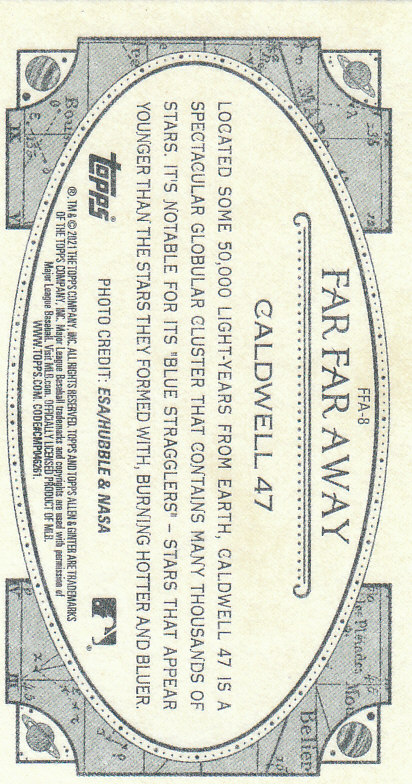 FFA-8
FAR FAR AWAY
CALDWELL 47
LOCATED SOME 50,000 LIGHT-YEARS FROM EARTH, CALDWELL 47 IS A
SPECTACULAR GLOBULAR CLUSTER THAT CONTAINS MANY THOUSANDS OF
STARS. IT'S NOTABLE FOR ITS "BLUE STRAGGLERS" – STARS THAT APPEAR
YOUNGER THAN THE STARS THEY FORMED WITH, BURNING HOTTER AND BLUER.
topps®
PHOTO CREDIT: ESA/HUBBLE & NASA
®, TM & © 2021 THE TOPPS COMPANY, INC. ALL RIGHTS RESERVED. TOPPS AND TOPPS ALLEN & GINTER ARE TRADEMARKS
OF THE TOPPS COMPANY, INC. Major League Baseball trademarks and copyrights are used with permission of
Major League Baseball. Visit MLB.com. OFFICIALLY LICENSED PRODUCT OF MLB.
WWW.TOPPS.COM. CODE#CMP046261.
Belier